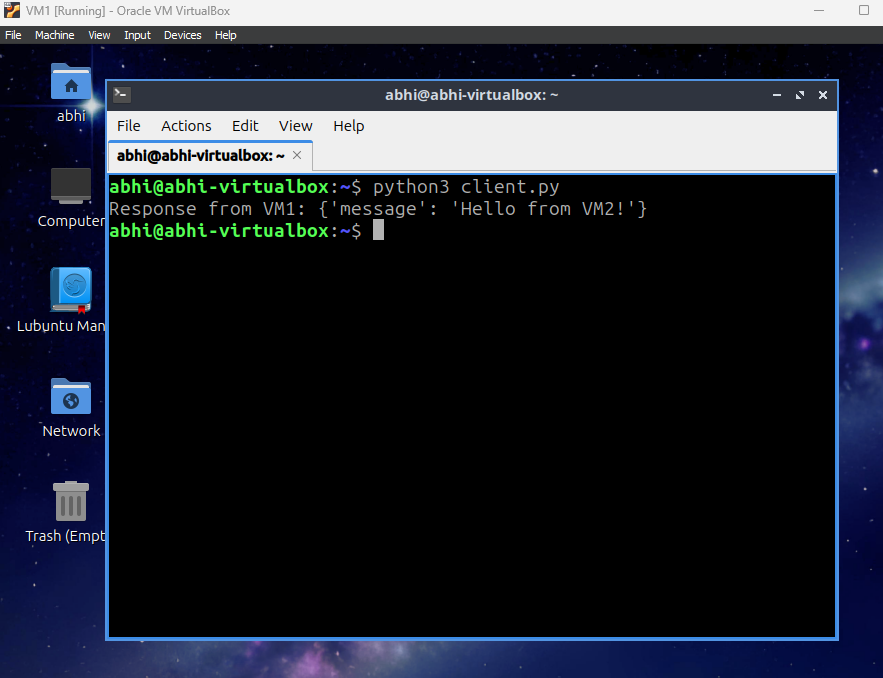 VM1 [Running] - Oracle VM VirtualBox
File Machine View Input Devices Help
abhi
Computer
Lubuntu Man
Network
Trash (Empt
abhi@abhi-virtualbox: ~
File Actions Edit View Help
abhi@abhi-virtualbox: ~
abhi@abhi-virtualbox:~$ python3 client.py
Response from VM1: {'message': 'Hello from VM2!'}
abhi@abhi-virtualbox:~$